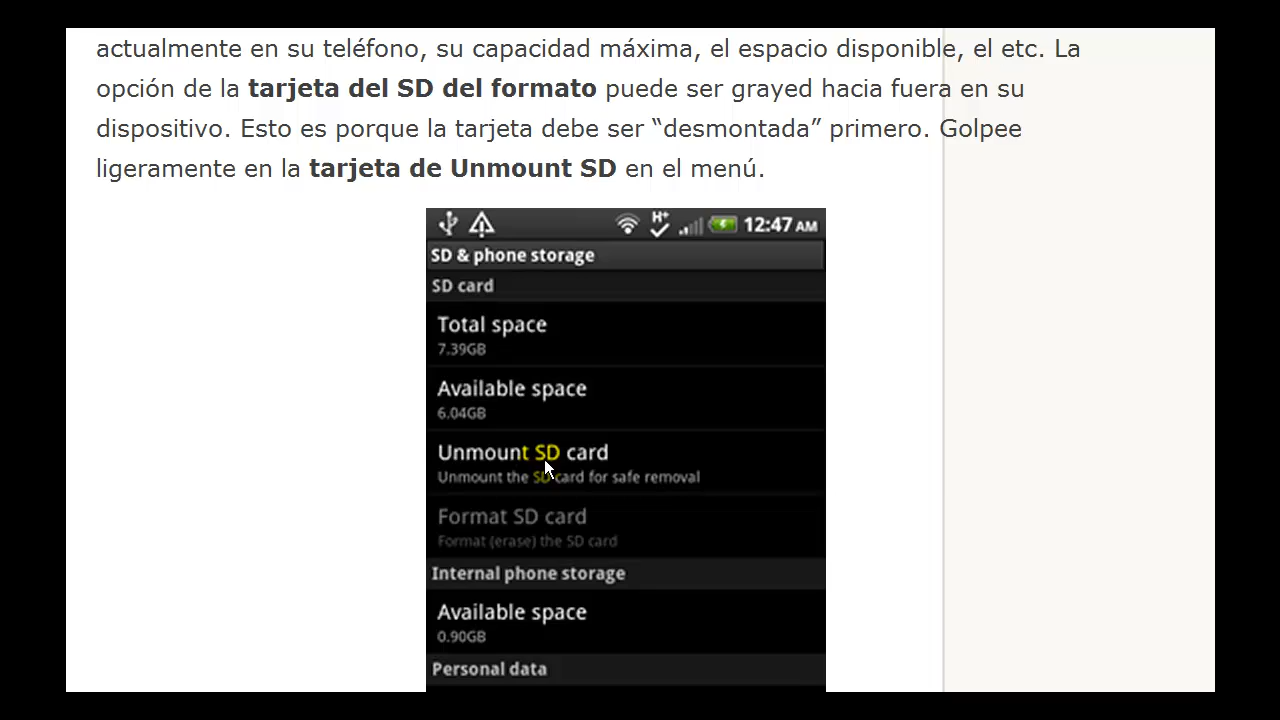 actualmente en su teléfono, su capacidad máxima, el espacio disponible, el etc. La
opción de la tarjeta del SD del formato puede ser grayed hacia fuera en su
dispositivo. Esto es porque la tarjeta debe ser “desmontada” primero. Golpee
ligeramente en la tarjeta de Unmount SD en el menú.
H+ 12:47 AM
SD & phone storage
SD card
Total space
7.39GB
Available space
6.04GB
Unmount SD card
Unmount the SD card for safe removal
Format SD card
Format (erase) the SD card
Internal phone storage
Available space
0.90GB
Personal data